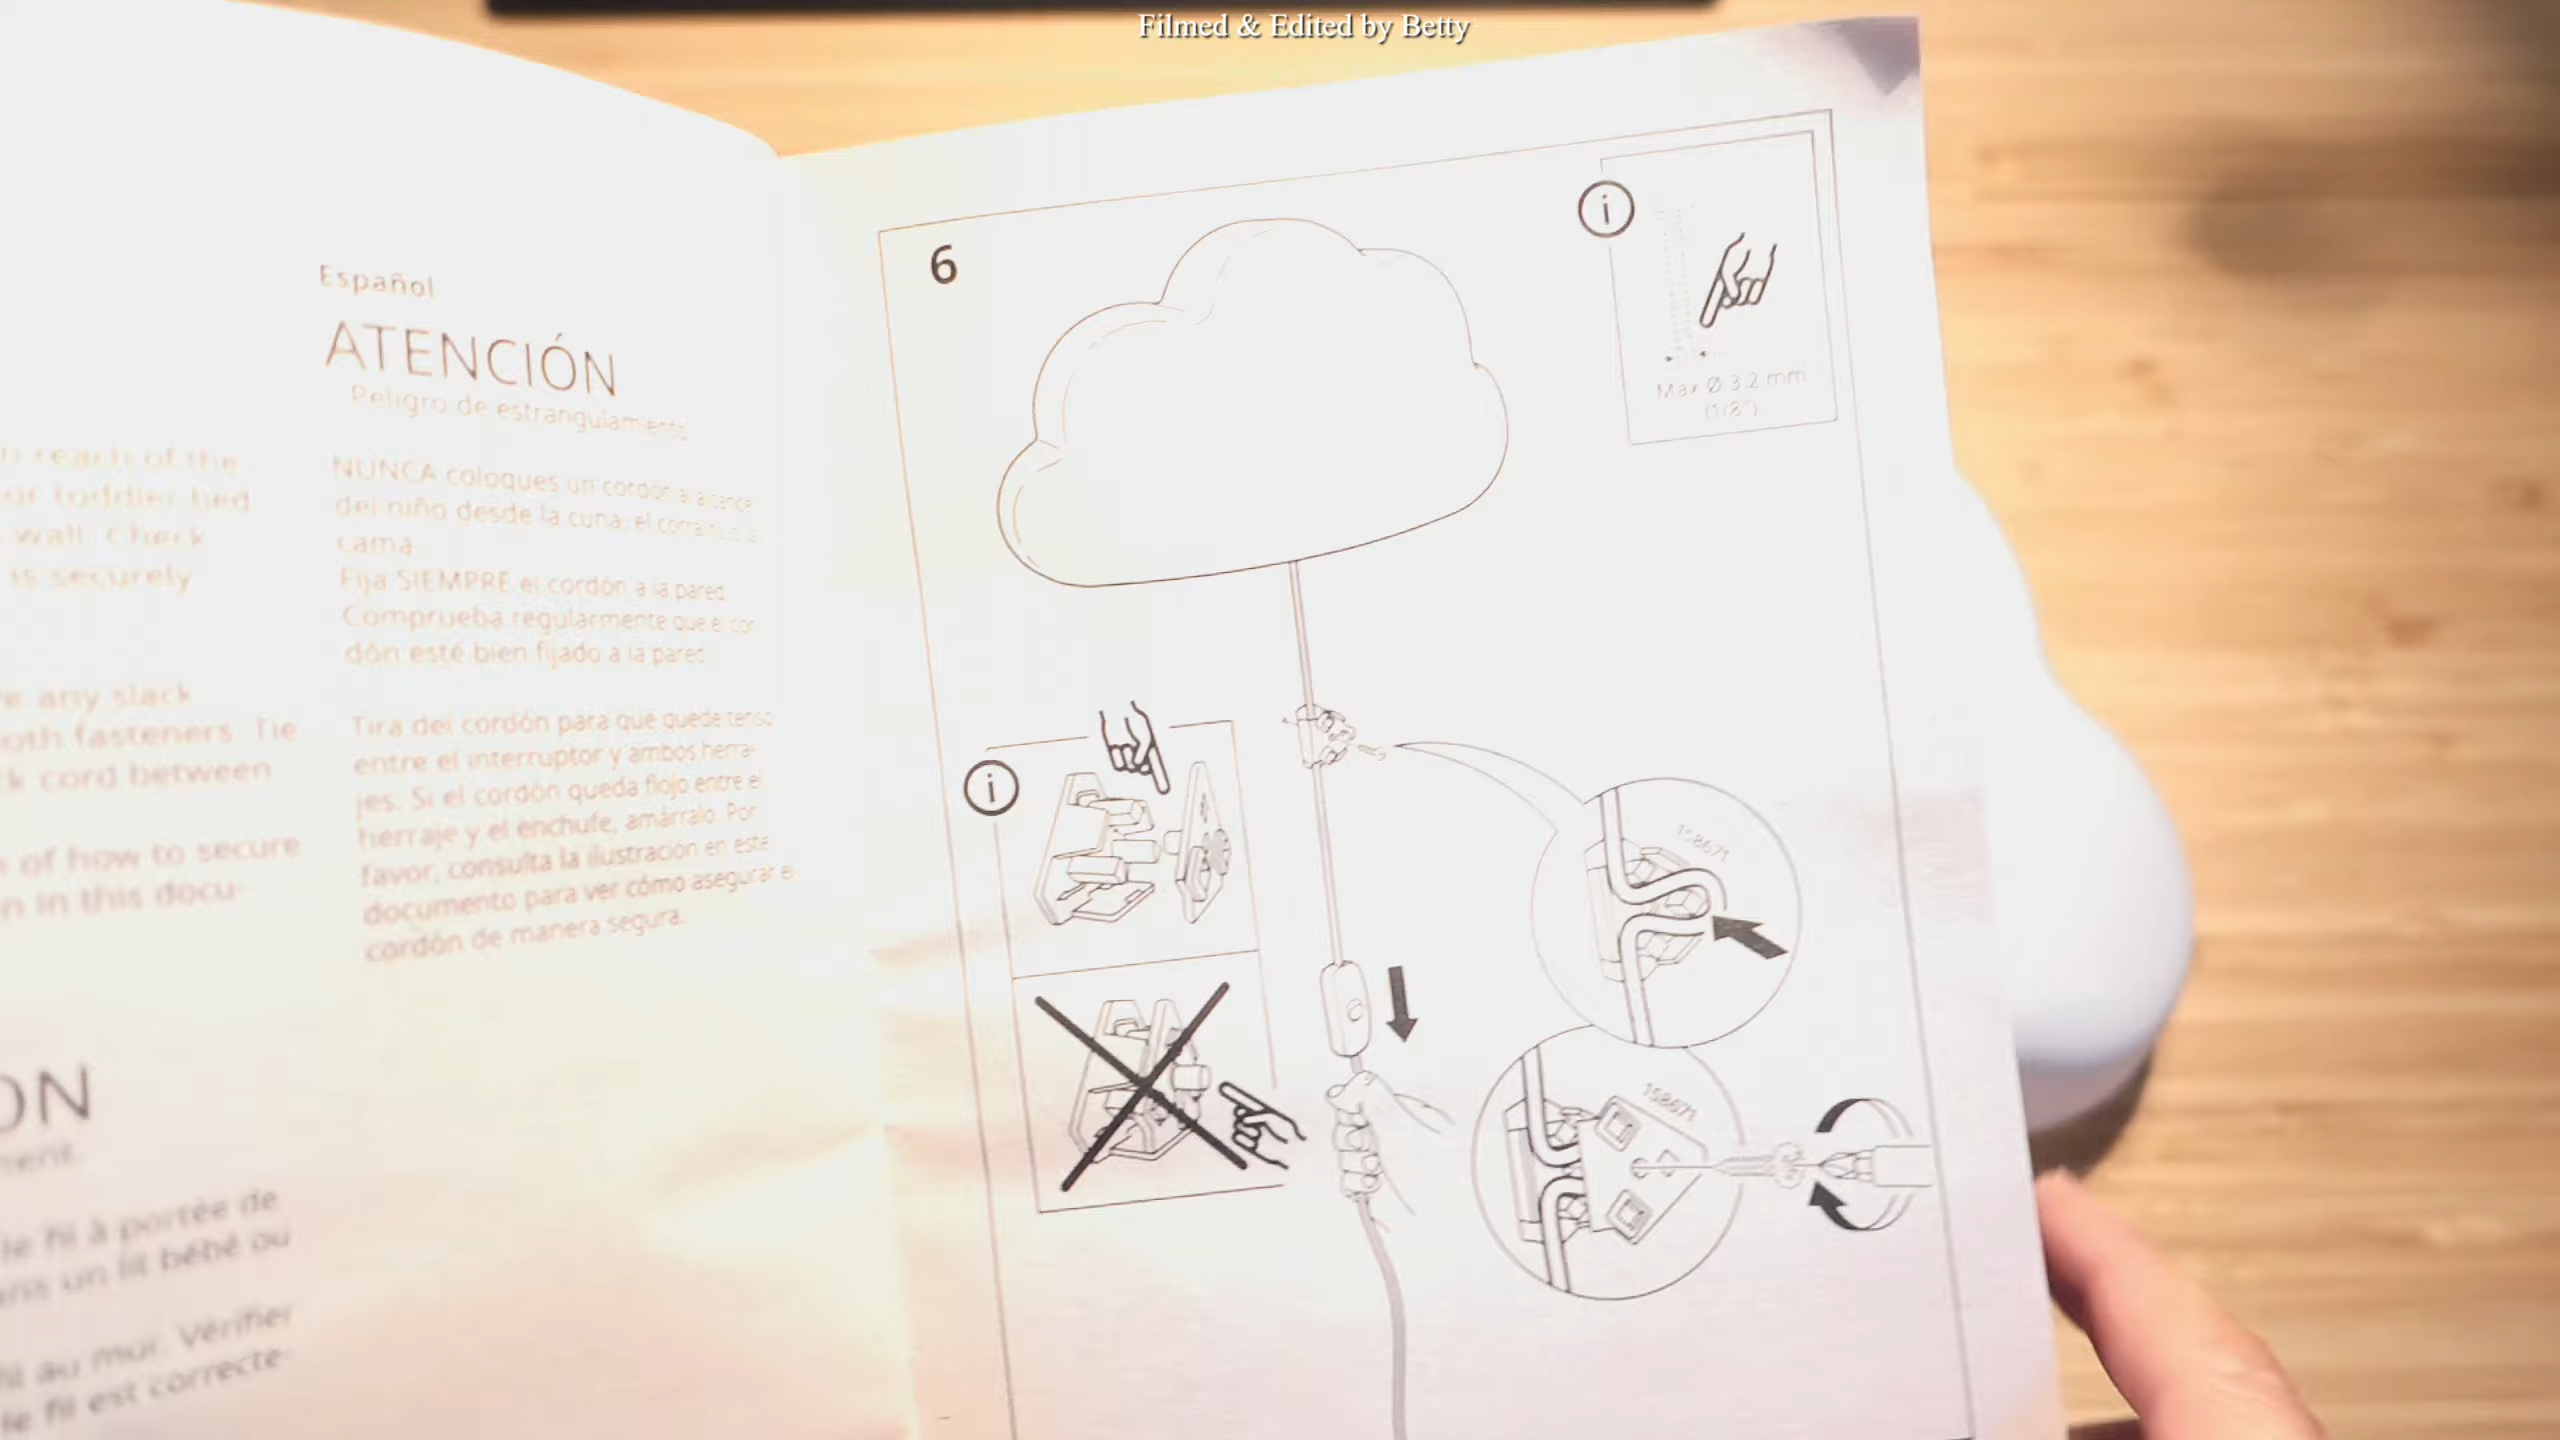 Filmed & Edited by Betty
n reach of the
or toddler bed
wall. Check
is securely
any slack
both fasteners. Tie
k cord between
of how to secure
n in this docu-
ON
le fil à portée de
ans un lit bébé ou
fil au mur. Vérifier
le fil est correcte-
Español
ATENCIÓN
Peligro de estrangulamiento
NUNCA coloques un cordón al alcance
del niño desde la cuna, el corralito o la
cama
Fija SIEMPRE el cordón a la pared
Comprueba regularmente que el cor
dón esté bien fijado a la pared
Tira del cordón para que quede tenso
entre el interruptor y ambos herra-
jes. Si el cordón queda flojo entre el
herraje y el enchufe, amárralo. Por
favor, consulta la ilustración en este
documento para ver cómo asegurar el
cordón de manera segura.
6
i
Max Ø 3.2 mm
(1/8")
i
158671
158671